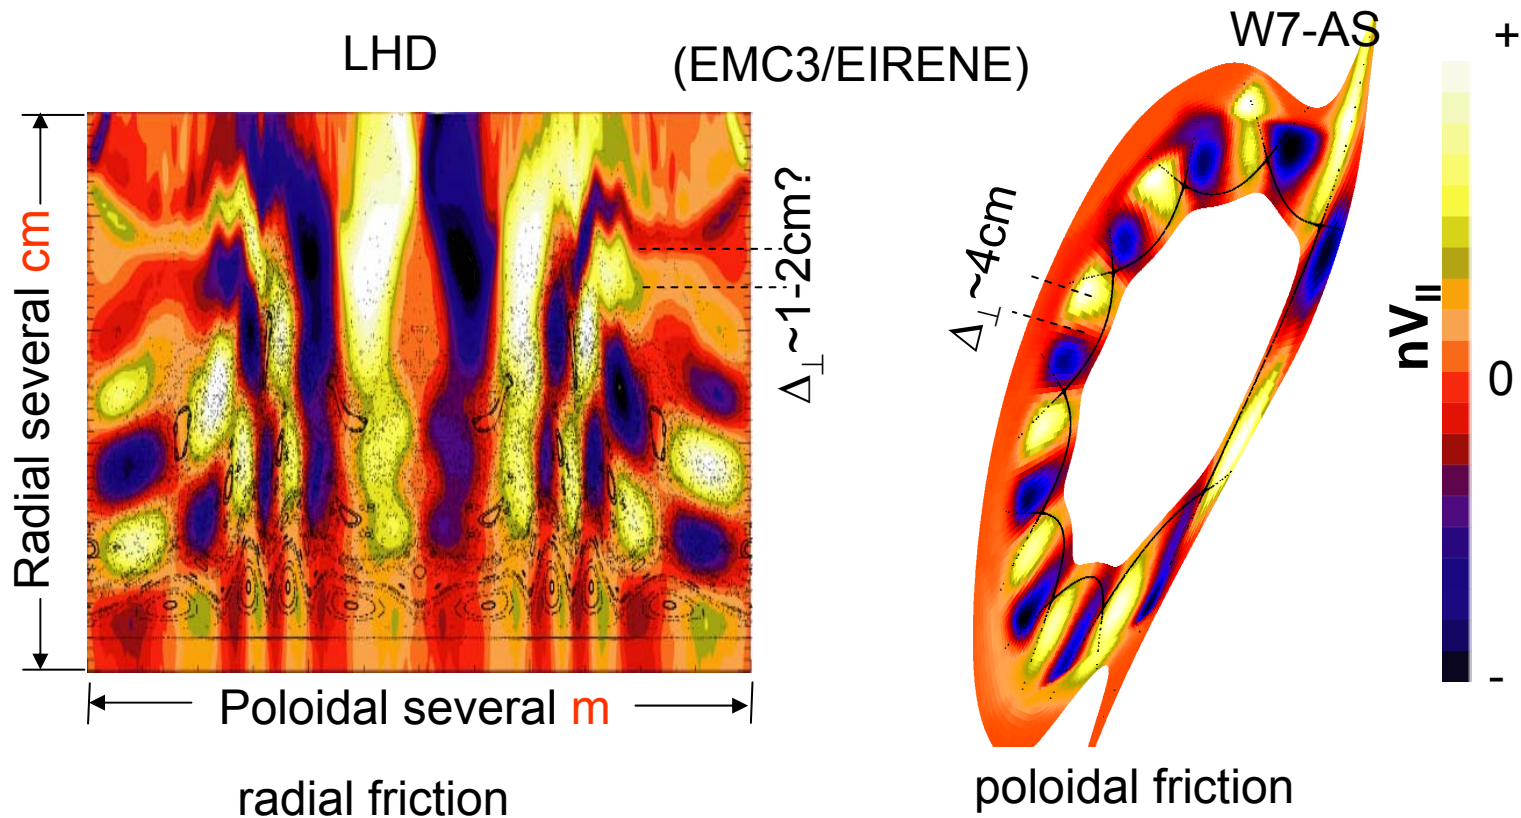 LHD
(EMC3/EIRENE)
W7-AS
+
Radial several cm
Δ⊥~1-2cm?
Δ⊥~4cm
nV||
0
-
Poloidal several m
radial friction
poloidal friction